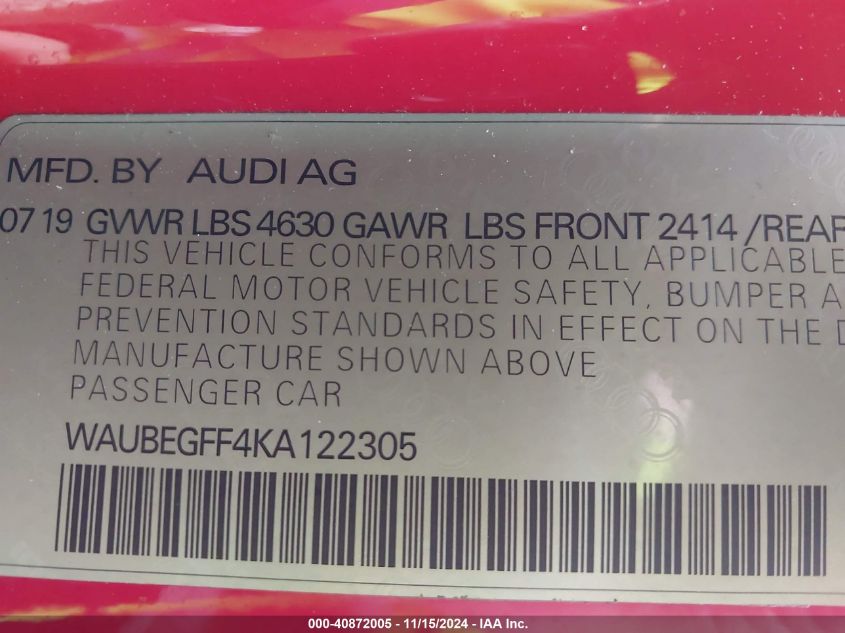 MFD. BY AUDI AG
07 19 GVWR LBS 4630 GAWR LBS FRONT 2414 /REAR
THIS VEHICLE CONFORMS TO ALL APPLICABLE
FEDERAL MOTOR VEHICLE SAFETY, BUMPER A
PREVENTION STANDARDS IN EFFECT ON THE D
MANUFACTURE SHOWN ABOVE
PASSENGER CAR
WAUBEGFF4KA122305
000-40872005 - 11/15/2024 - IAA Inc.